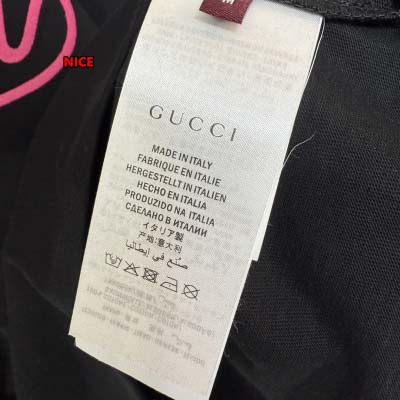 NICE
M
GUCCI
MADE IN ITALY
FABRIQUE EN ITALIE
HERGESTELLT IN ITALIEN
HECHO EN ITALIA
PRODUZIDO NA ITALIA
СДЕЛАНО В ИТАЛИИ
イタリア製
产地:意大利
صنع في إيطاليا